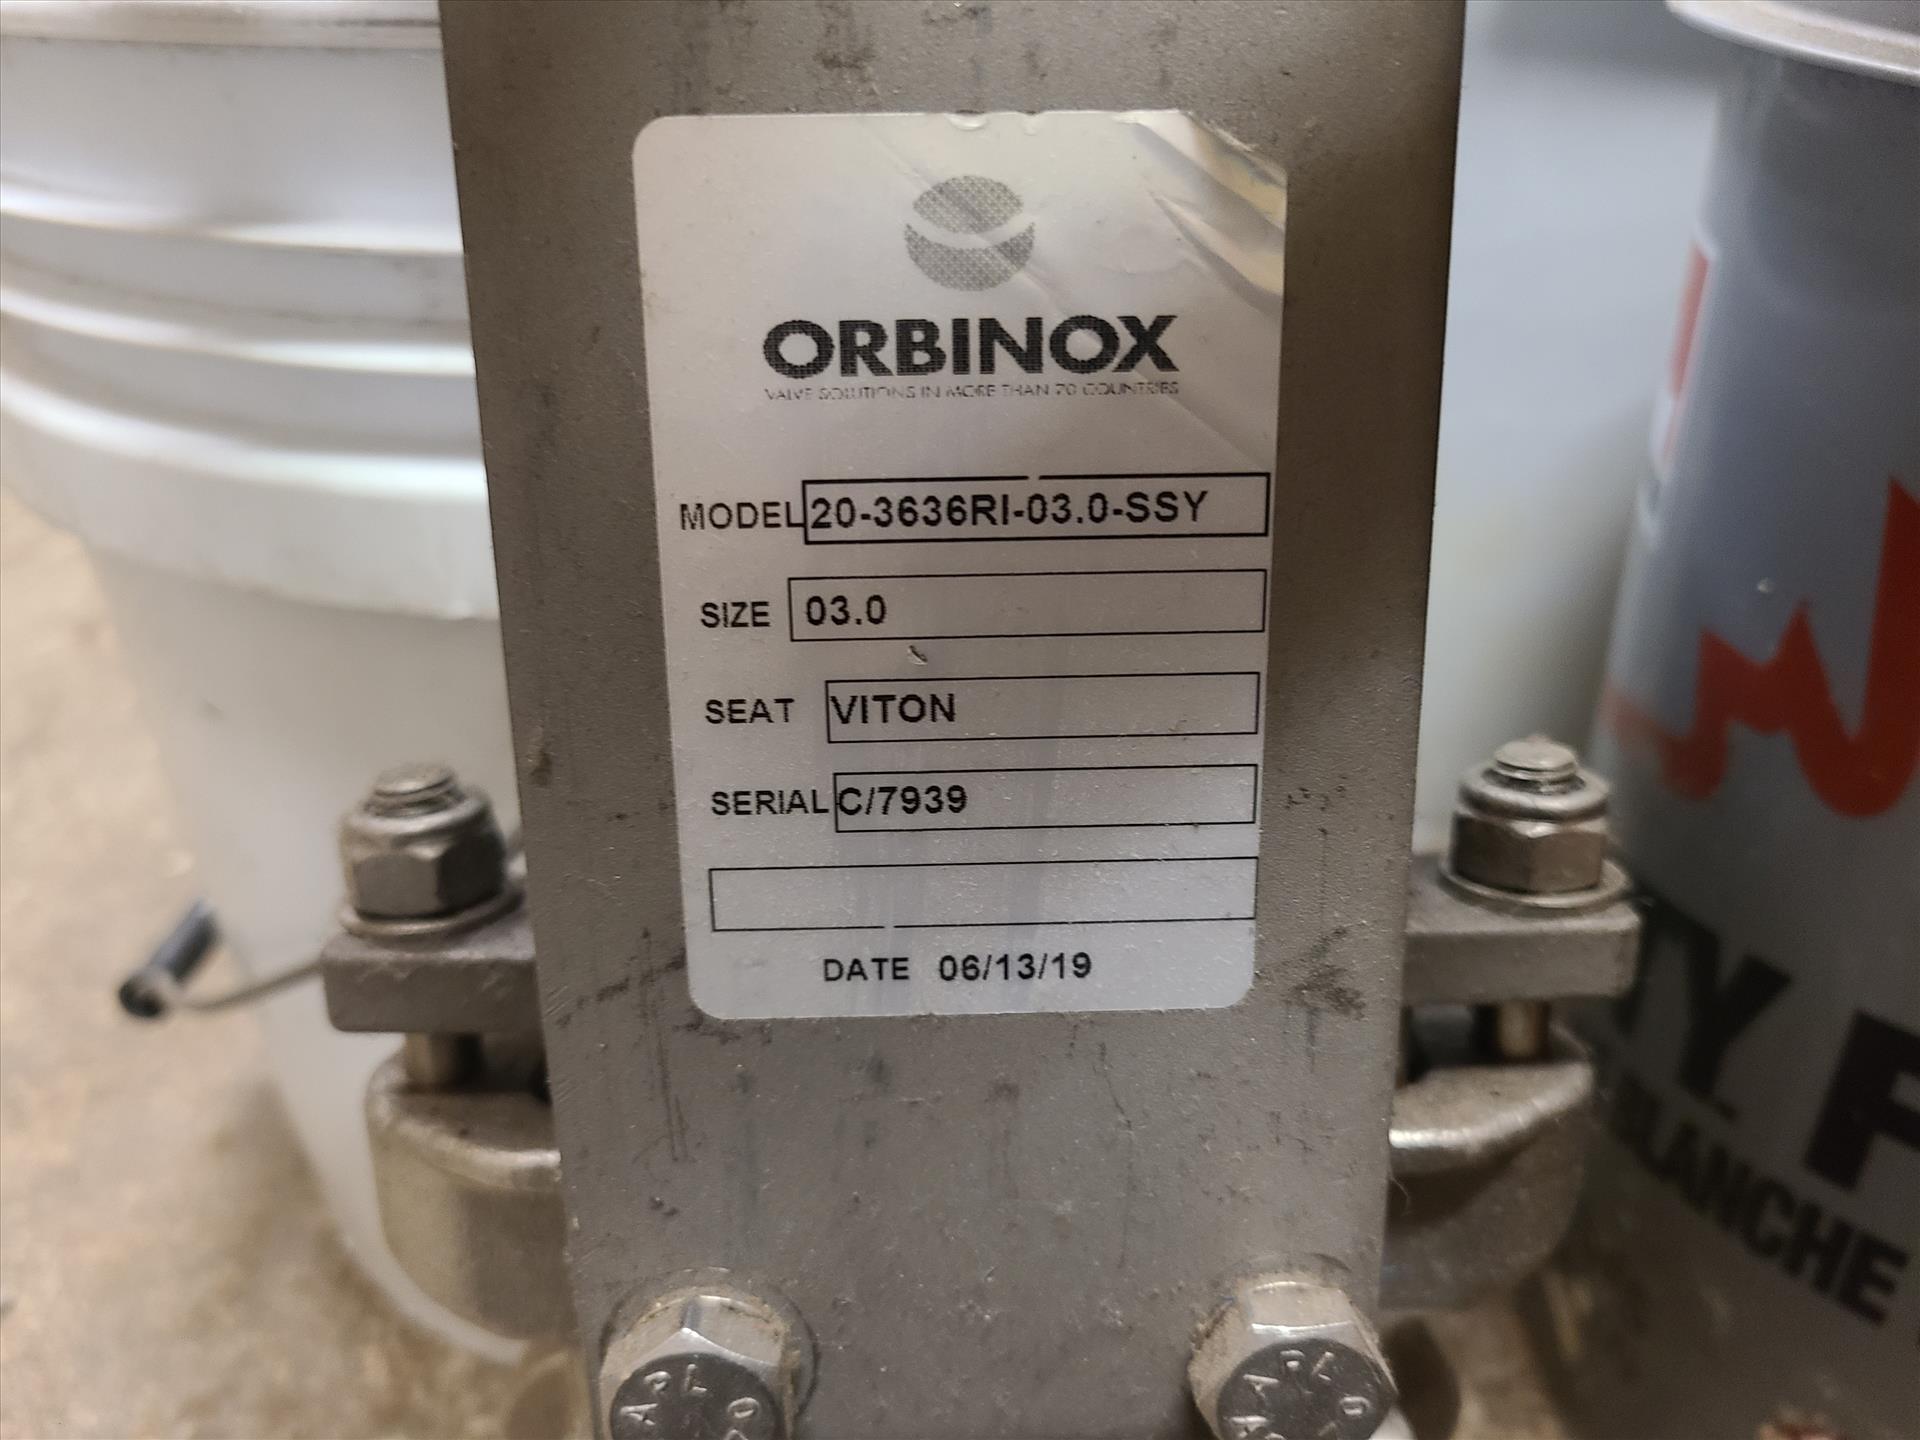 ORBINOX
VALVE SOLUTIONS IN MORE THAN 70 COUNTRIES
MODEL 20-3636RI-03.0-SSY
SIZE 03.0
SEAT VITON
SERIAL C/7939
DATE 06/13/19
BLANCHE